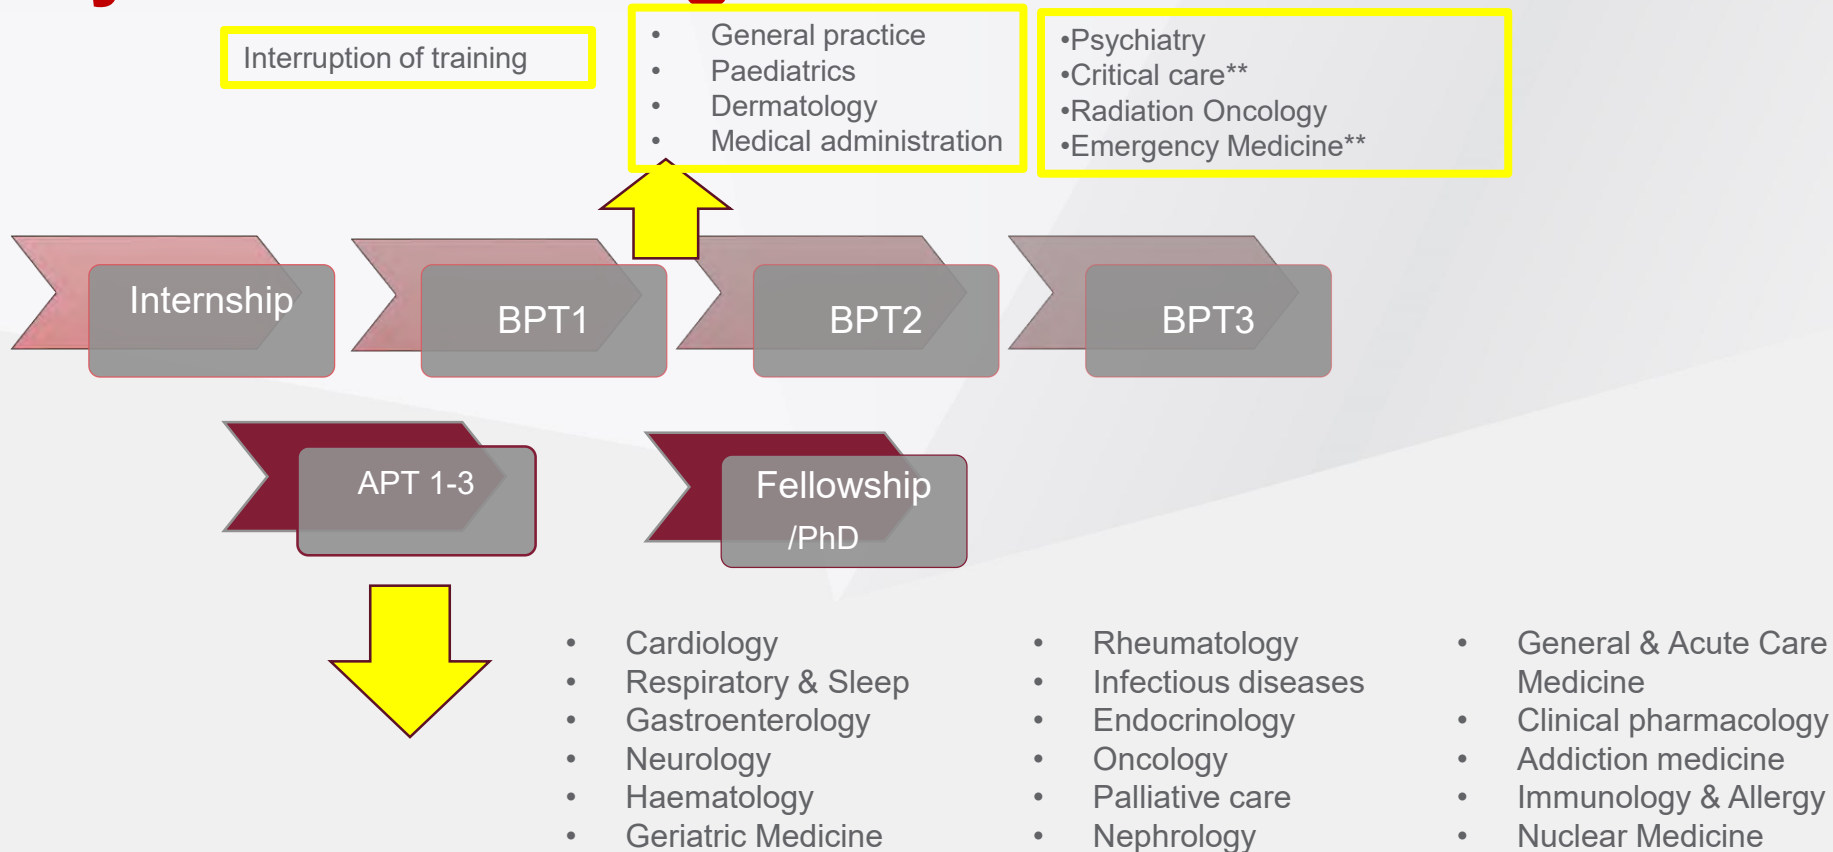 Interruption of training
• General practice
• Paediatrics
• Dermatology
• Medical administration
•Psychiatry
•Critical care**
•Radiation Oncology
•Emergency Medicine**
Internship
BPT1
BPT2
BPT3
APT 1-3
Fellowship
/PhD
• Cardiology
• Respiratory & Sleep
• Gastroenterology
• Neurology
• Haematology
• Geriatric Medicine
• Rheumatology
• Infectious diseases
• Endocrinology
• Oncology
• Palliative care
• Nephrology
• General & Acute Care
Medicine
• Clinical pharmacology
• Addiction medicine
• Immunology & Allergy
• Nuclear Medicine